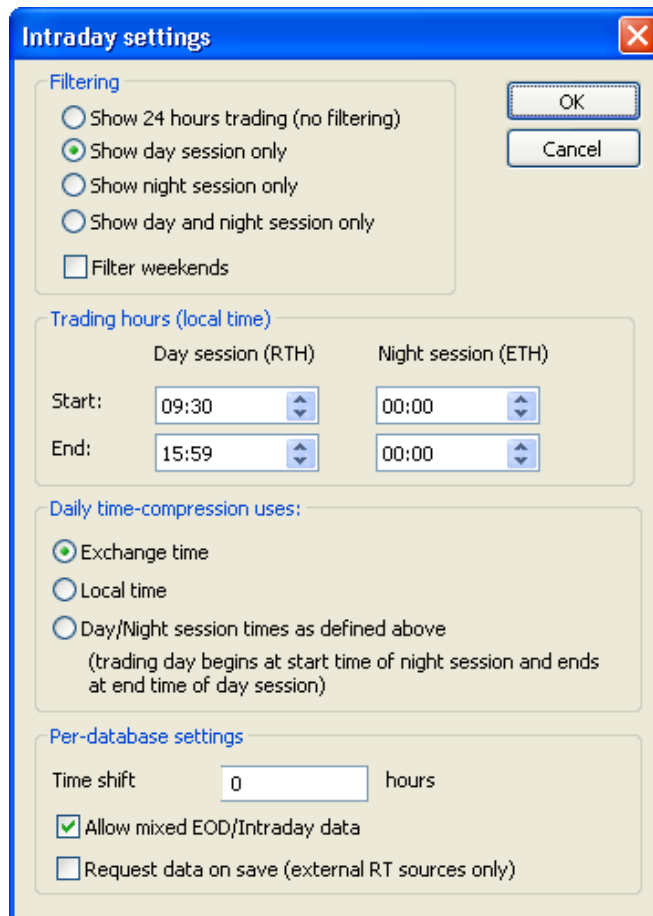 Intraday settings
Filtering
OK
Show 24 hours trading (no filtering)
Show day session only
Cancel
Show night session only
Show day and night session only
Filter weekends
Trading hours (local time)
Day session (RTH) Night session (ETH)
Start: 09:30 00:00
End: 15:59 00:00
Daily time-compression uses:
Exchange time
Local time
Day/Night session times as defined above
(trading day begins at start time of night session and ends
at end time of day session)
Per-database settings
Time shift 0 hours
Allow mixed EOD/Intraday data
Request data on save (external RT sources only)